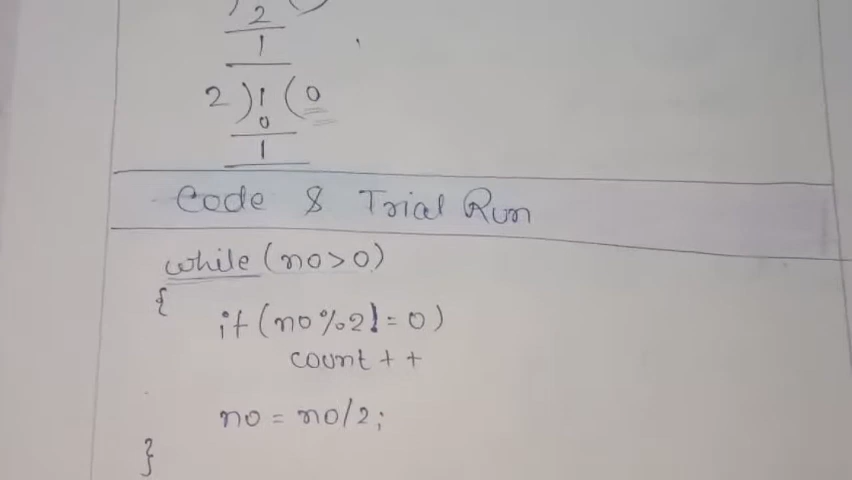 2
1
2 ) 1 ( 0
0
1
Code & Trial Run
while (no>0)
{
if (no%2!=0)
count ++
no = no/2;
}